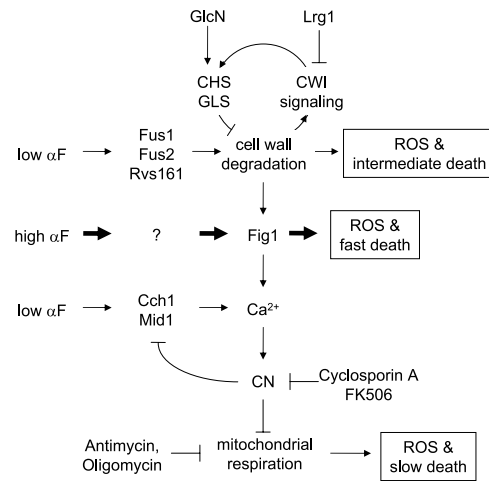 GlcN
Lrg1
CHS
GLS
CWI
signaling
low αF
Fus1
Fus2
Rvs161
cell wall
degradation
ROS &
intermediate death
high αF
?
Fig1
ROS &
fast death
low αF
Cch1
Mid1
Ca²⁺
CN
Cyclosporin A
FK506
Antimycin,
Oligomycin
mitochondrial
respiration
ROS &
slow death